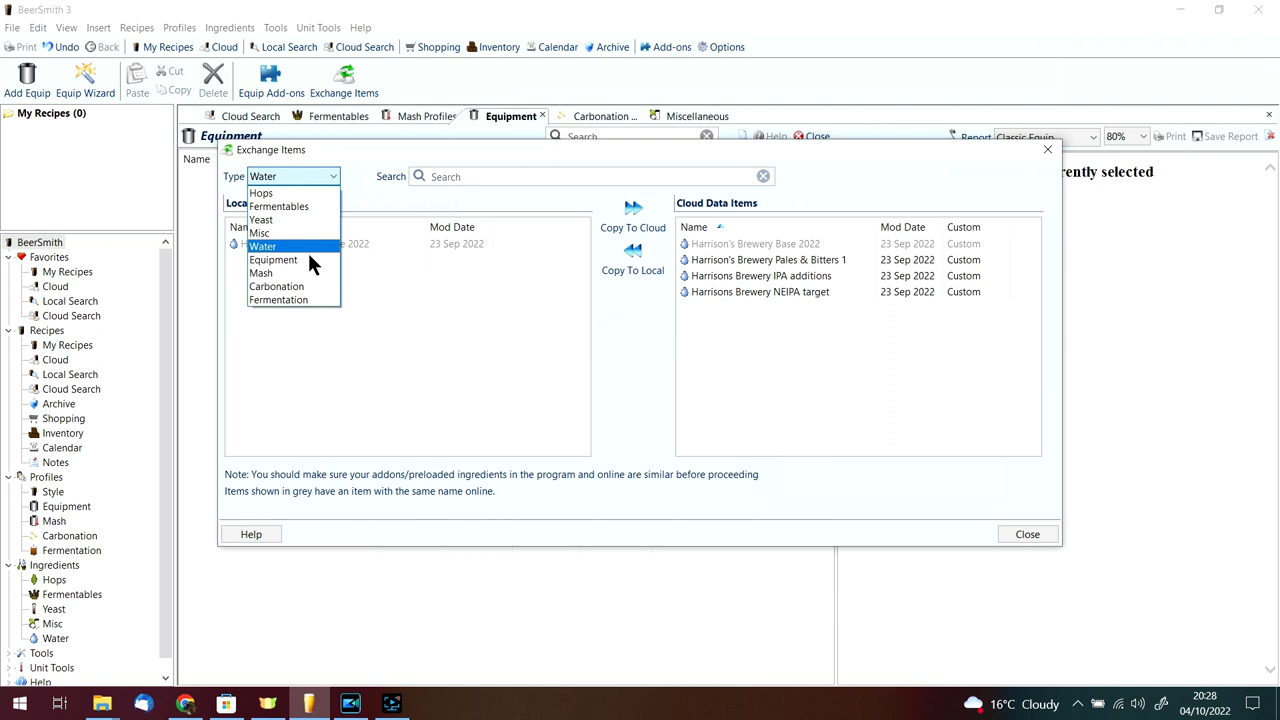 BeerSmith 3
File Edit View Insert Recipes Profiles Ingredients Tools Unit Tools Help
Print Undo Back My Recipes Cloud Local Search Cloud Search Shopping Inventory Calendar Archive Add-ons Options
Add Equip Equip Wizard Paste Cut Copy Delete Equip Add-ons Exchange Items
My Recipes (0)
Cloud Search Fermentables Mash Profiles Equipment Carbonation ... Miscellaneous
Equipment Search Help Close Report Classic Equip 80% Print Save Report
Name
rently selected
Exchange Items
Type Water Search Search
Hops
Fermentables
Yeast
Misc
Water
Equipment
Mash
Carbonation
Fermentation
Loca
Nan Mod Date
H e 2022 23 Sep 2022
Copy To Cloud
Copy To Local
Cloud Data Items
Name Mod Date Custom
Harrison's Brewery Base 2022 23 Sep 2022 Custom
Harrison's Brewery Pales & Bitters 1 23 Sep 2022 Custom
Harrisons Brewery IPA additions 23 Sep 2022 Custom
Harrisons Brewery NEIPA target 23 Sep 2022 Custom
Note: You should make sure your addons/preloaded ingredients in the program and online are similar before proceeding
Items shown in grey have an item with the same name online.
Help Close
BeerSmith
Favorites
My Recipes
Cloud
Local Search
Cloud Search
Recipes
My Recipes
Cloud
Local Search
Cloud Search
Archive
Shopping
Inventory
Calendar
Notes
Profiles
Style
Equipment
Mash
Carbonation
Fermentation
Ingredients
Hops
Fermentables
Yeast
Misc
Water
Tools
Unit Tools
Help
16°C Cloudy
20:28
04/10/2022